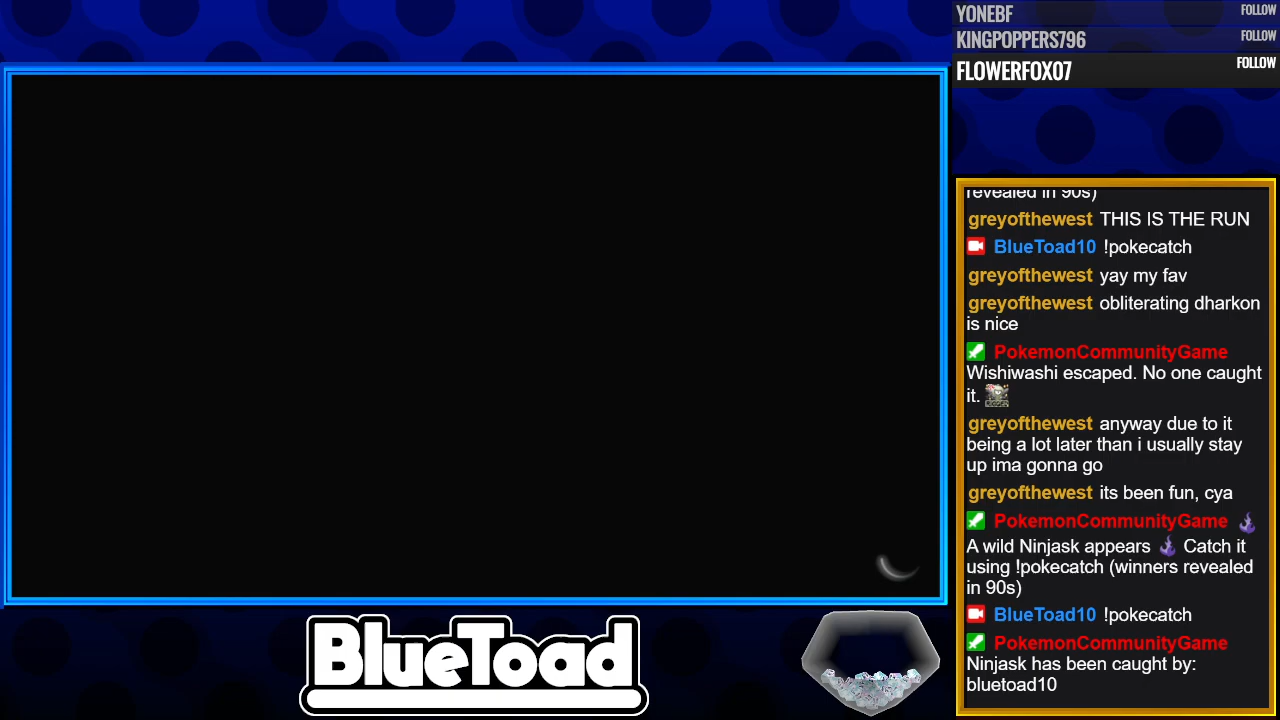 YONEBF FOLLOW
KINGPOPPERS796 FOLLOW
FLOWERFOX07 FOLLOW
revealed in 90s)
greyofthewest THIS IS THE RUN
BlueToad10 !pokecatch
greyofthewest yay my fav
greyofthewest obliterating dharkon
is nice
PokemonCommunityGame
Wishiwashi escaped. No one caught
it.
greyofthewest anyway due to it
being a lot later than i usually stay
up ima gonna go
greyofthewest its been fun, cya
PokemonCommunityGame
A wild Ninjask appears Catch it
using !pokecatch (winners revealed
in 90s)
BlueToad10 !pokecatch
PokemonCommunityGame
Ninjask has been caught by:
bluetoad10
BlueToad